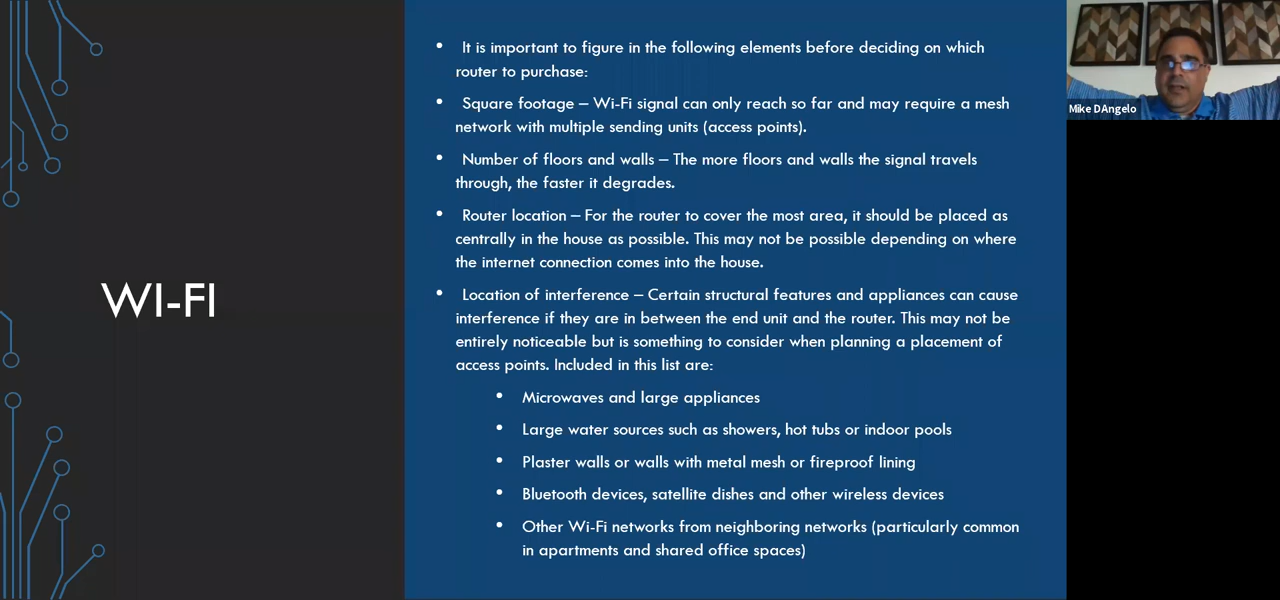 WI-FI
• It is important to figure in the following elements before deciding on which
router to purchase:
• Square footage – Wi-Fi signal can only reach so far and may require a mesh
network with multiple sending units (access points).
• Number of floors and walls – The more floors and walls the signal travels
through, the faster it degrades.
• Router location – For the router to cover the most area, it should be placed as
centrally in the house as possible. This may not be possible depending on where
the internet connection comes into the house.
• Location of interference – Certain structural features and appliances can cause
interference if they are in between the end unit and the router. This may not be
entirely noticeable but is something to consider when planning a placement of
access points. Included in this list are:
• Microwaves and large appliances
• Large water sources such as showers, hot tubs or indoor pools
• Plaster walls or walls with metal mesh or fireproof lining
• Bluetooth devices, satellite dishes and other wireless devices
• Other Wi-Fi networks from neighboring networks (particularly common
in apartments and shared office spaces)
Mike DAngelo